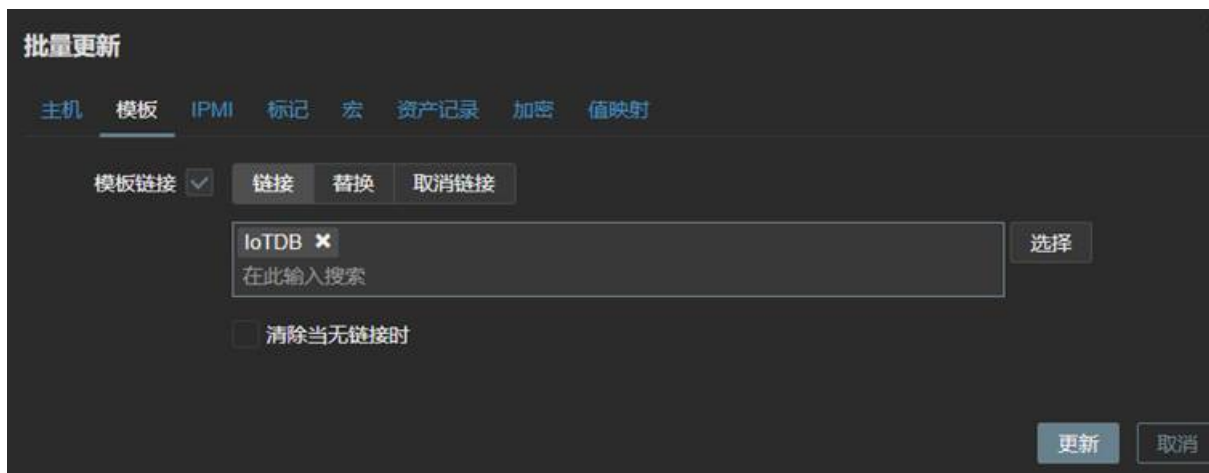 批量更新
主机 模板 IPMI 标记 宏 资产记录 加密 值映射
模板链接 链接 替换 取消链接
IoTDB ✖ 选择
在此输入搜索
清除当无链接时
更新 取消